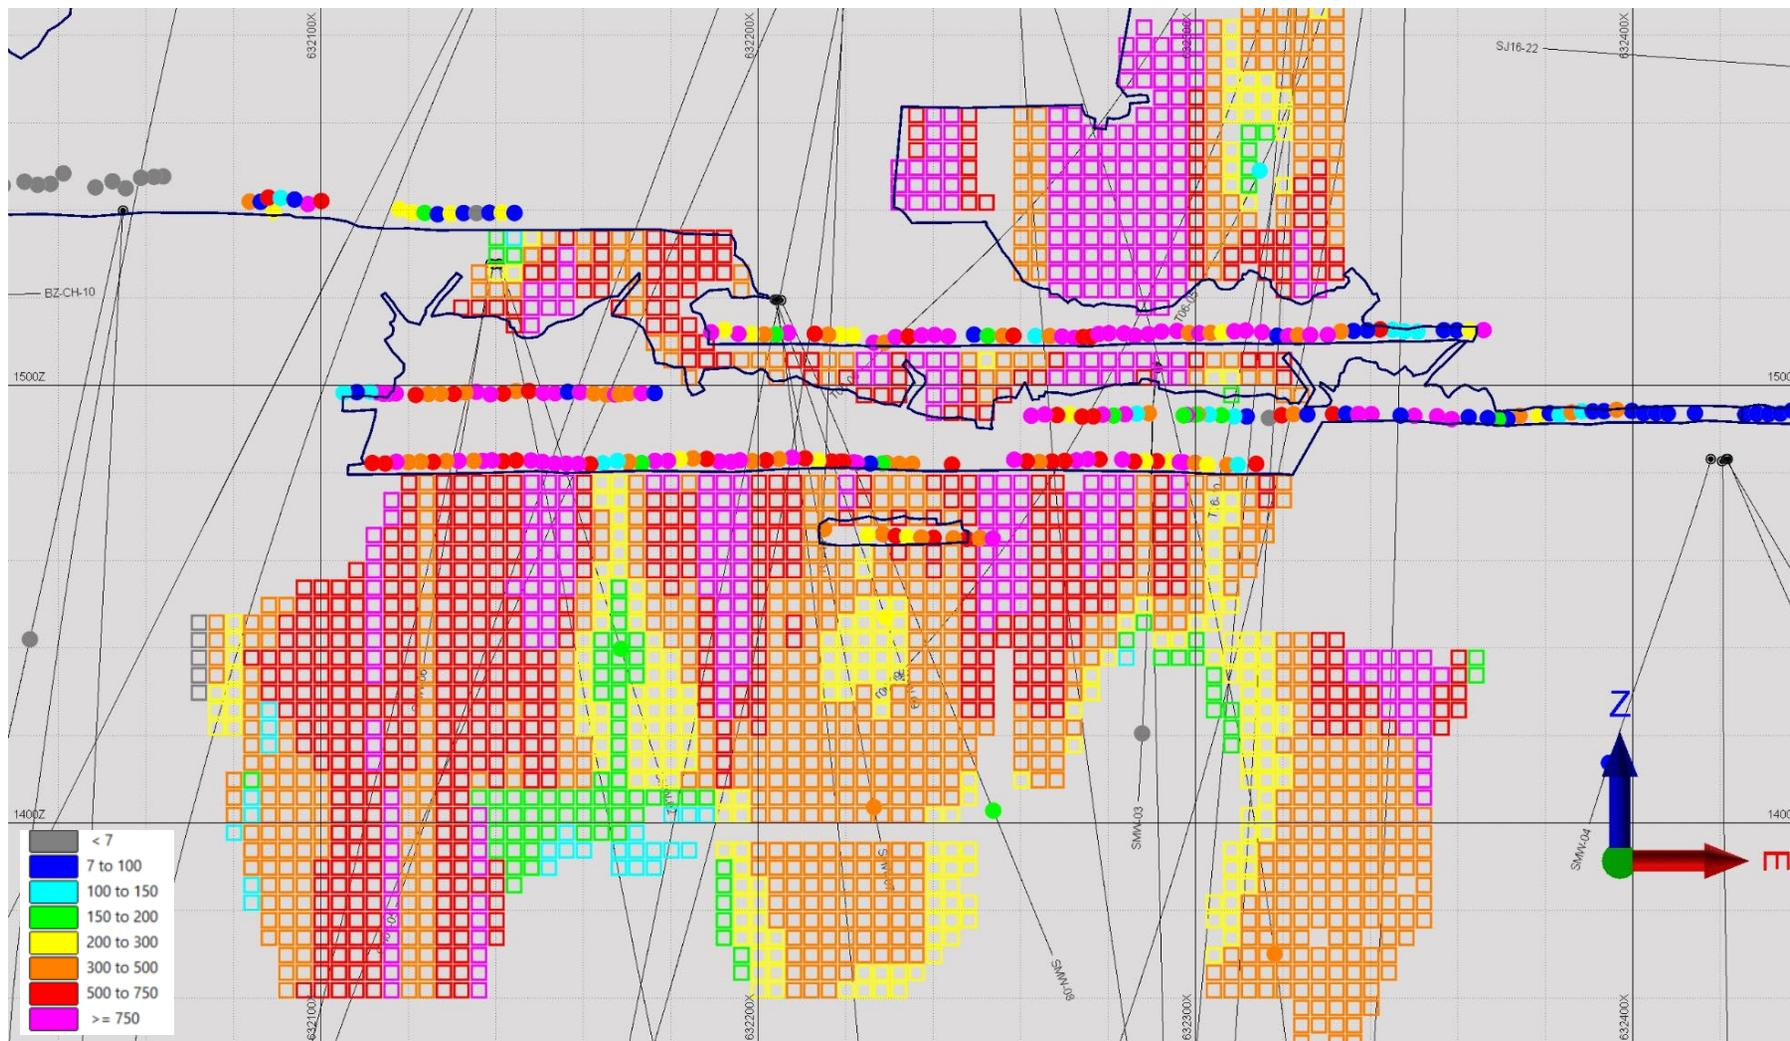 632100X
632200X
632300X
632400X
SJ16-22
BZ-CH-10
T06-05
1500Z
1500
Z
SMW-03
SMW-04
SMW-08
1400Z
1400
E
< 7
7 to 100
100 to 150
150 to 200
200 to 300
300 to 500
500 to 750
>= 750
632100X
632200X
632300X
632400X